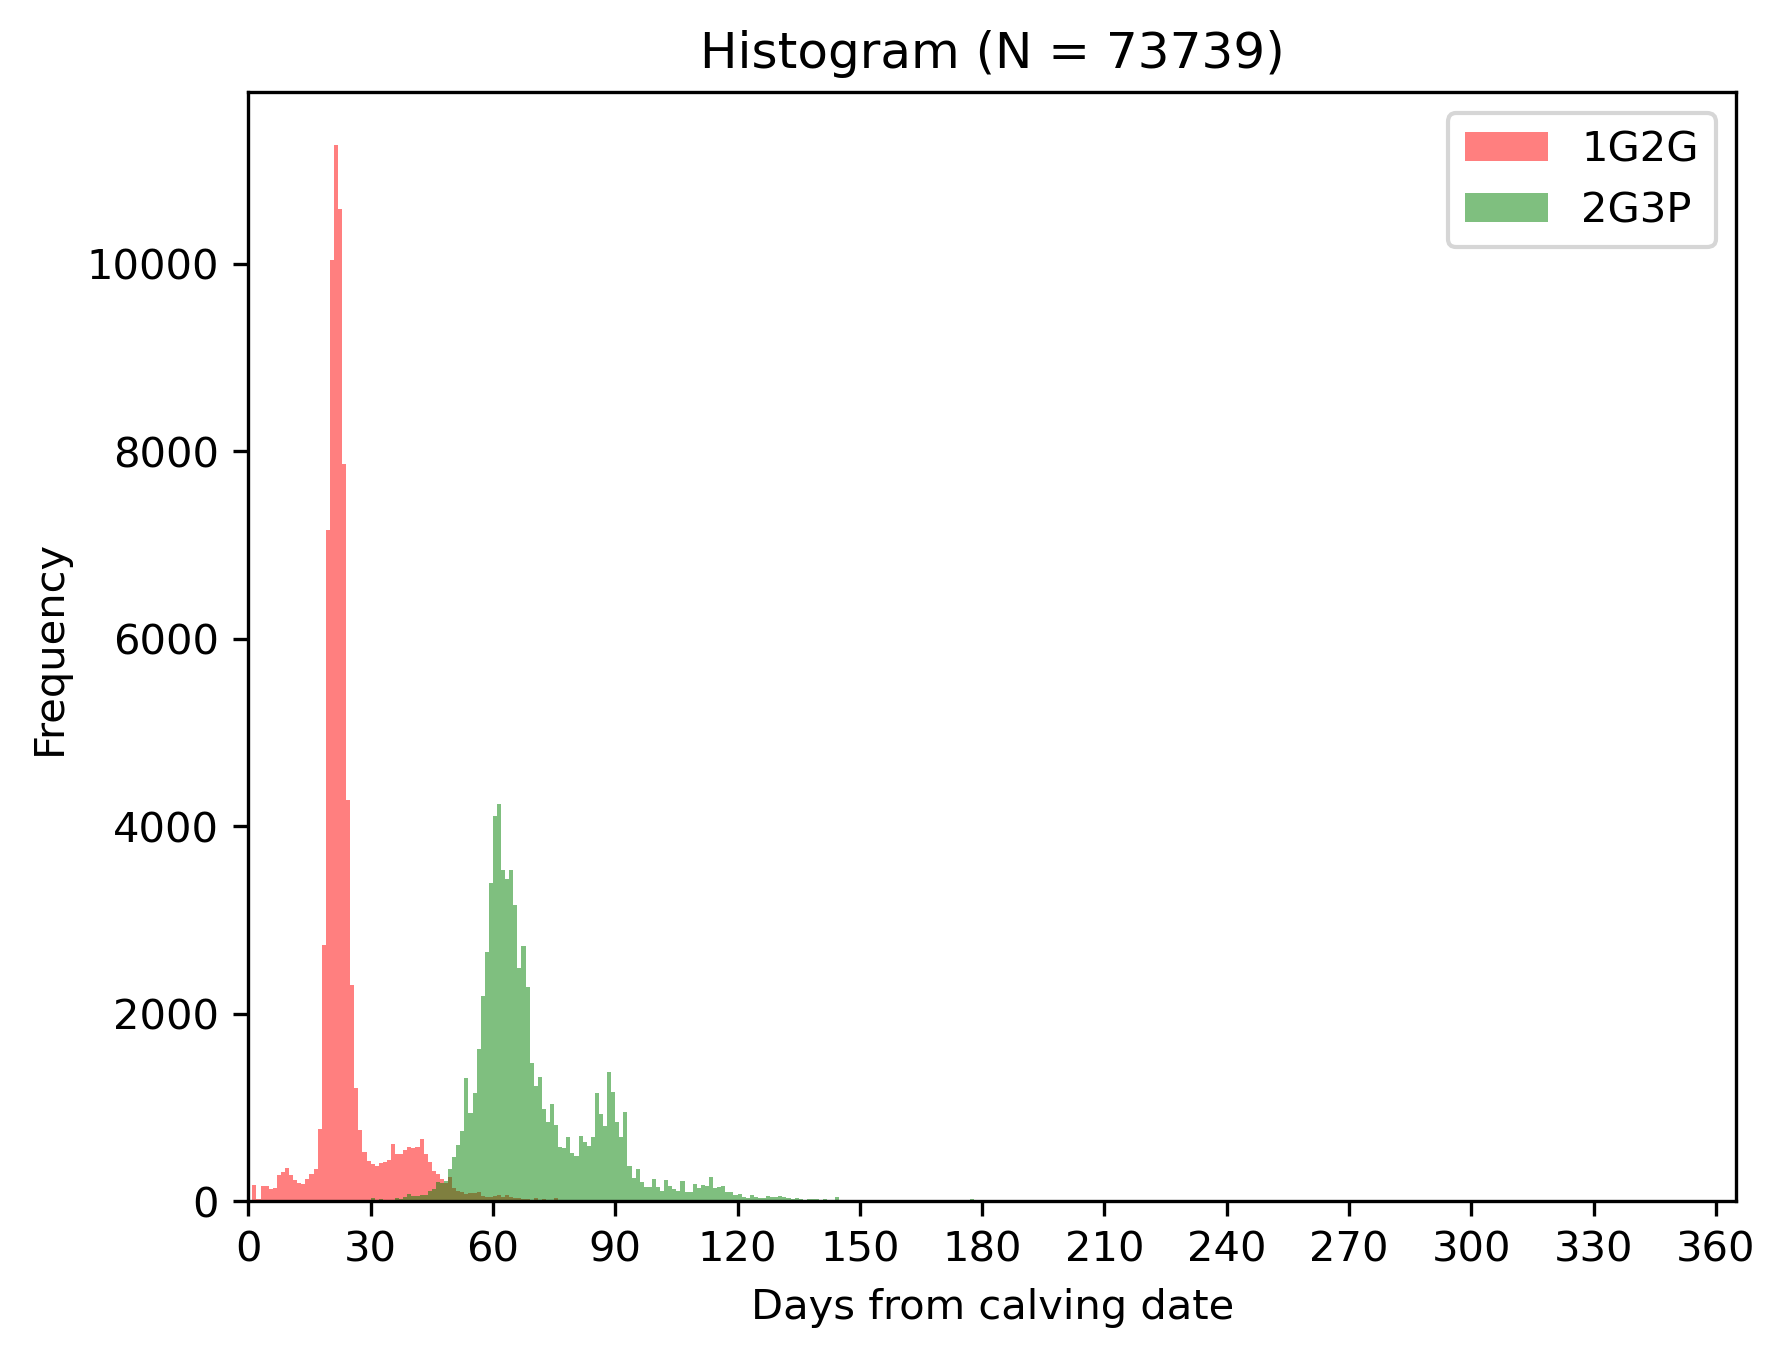 Histogram (N = 73739)
1G2G
2G3P
10000
8000
6000
4000
2000
0
Frequency
0 30 60 90 120 150 180 210 240 270 300 330 360
Days from calving date